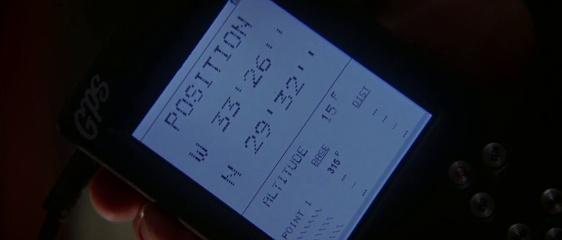 GPS
POSITION
W 33'26''
N 29'32''
ALTITUDE 15 F
BASE DIST
315 F
POINT 1